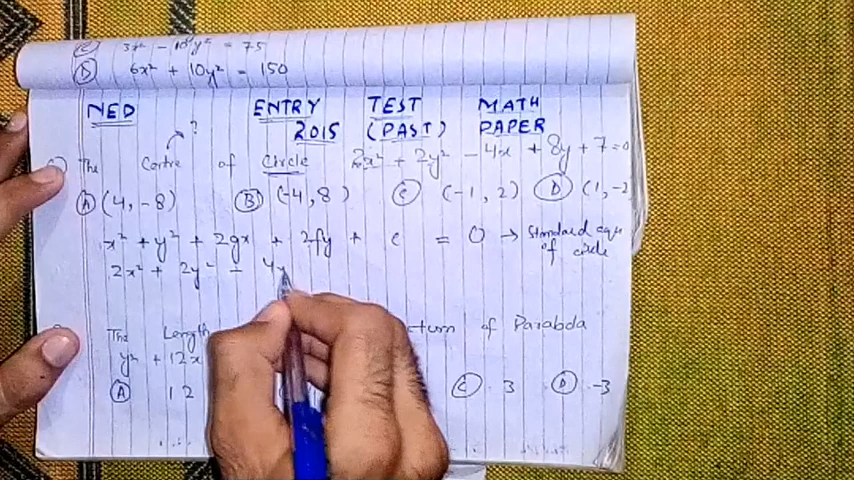 C 3x² - 10y² = 75
D 6x² + 10y² = 150
NED ENTRY TEST MATH
2015 (PAST) PAPER
?
The Centre of Circle 2x² + 2y² - 4x + 8y + 7 = 0
A (4, -8) B (-4, 8) C (-1, 2) D (1, -2
x² + y² + 2gx + 2fy + c = 0 → Standard eqn
of circle
2x² + 2y² - 4x
The Length of Parabola
y² + 12x
A 12 C 3 D -3